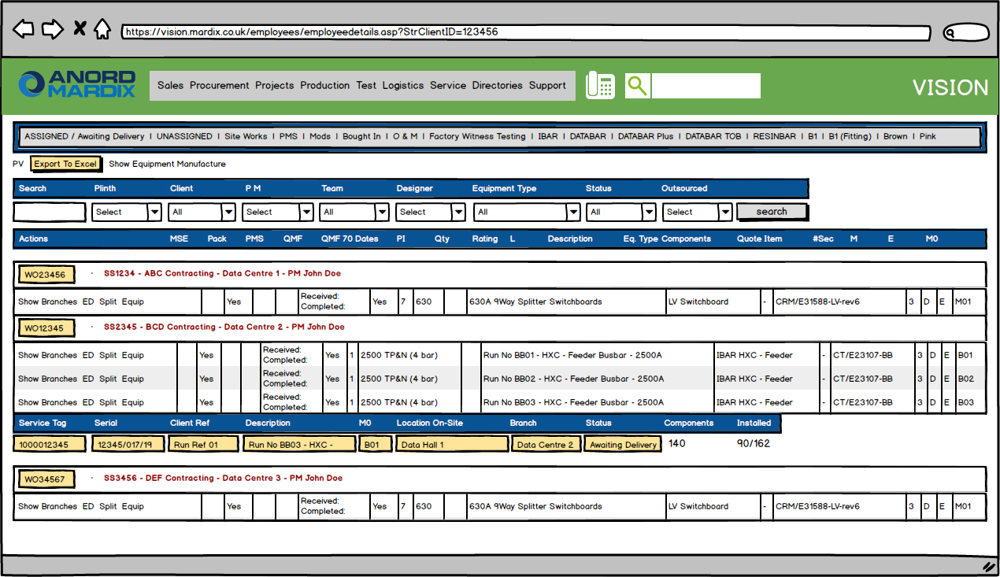 https://vision.mardix.co.uk/employees/employeedetails.asp?StrClientID=123456
ANORD
MARDIX
Sales Procurement Projects Production Test Logistics Service Directories Support
VISION
ASSIGNED / Awaiting Delivery | UNASSIGNED | Site Works | PMS | Mods | Bought In | O & M | Factory Witness Testing | IBAR | DATABAR | DATABAR Plus | DATABAR TOB | RESINBAR | B1 | B1 (Fitting) | Brown | Pink
PV Export To Excel Show Equipment Manufacture
Search Plinth Client P M Team Designer Equipment Type Status Outsourced
Select All Select All Select All All Select search
Actions MSE Pack PMS QMF QMF 70 Dates PI Qty Rating L Description Eq. Type Components Quote Item #Sec M E M0
WO23456 · SS1234 - ABC Contracting - Data Centre 1 - PM John Doe
Show Branches ED Split Equip Yes Received: Completed: Yes 7 630 630A 9Way Splitter Switchboards LV Switchboard - CRM/E31588-LV-rev6 3 D E M01
WO12345 · SS2345 - BCD Contracting - Data Centre 2 - PM John Doe
Show Branches ED Split Equip Yes Received: Completed: Yes 1 2500 TP&N (4 bar) Run No BB01 - HXC - Feeder Busbar - 2500A IBAR HXC - Feeder - CT/E23107-BB 3 D E B01
Show Branches ED Split Equip Yes Received: Completed: Yes 1 2500 TP&N (4 bar) Run No BB02 - HXC - Feeder Busbar - 2500A IBAR HXC - Feeder - CT/E23107-BB 3 D E B02
Show Branches ED Split Equip Yes Received: Completed: Yes 1 2500 TP&N (4 bar) Run No BB03 - HXC - Feeder Busbar - 2500A IBAR HXC - Feeder - CT/E23107-BB 3 D E B03
Service Tag Serial Client Ref Description M0 Location On-Site Branch Status Components Installed
1000012345 12345/017/19 Run Ref 01 Run No BB03 - HXC - B01 Data Hall 1 Data Centre 2 Awaiting Delivery 140 90/162
WO34567 · SS3456 - DEF Contracting - Data Centre 3 - PM John Doe
Show Branches ED Split Equip Yes Received: Completed: Yes 7 630 630A 9Way Splitter Switchboards LV Switchboard - CRM/E31588-LV-rev6 3 D E M01